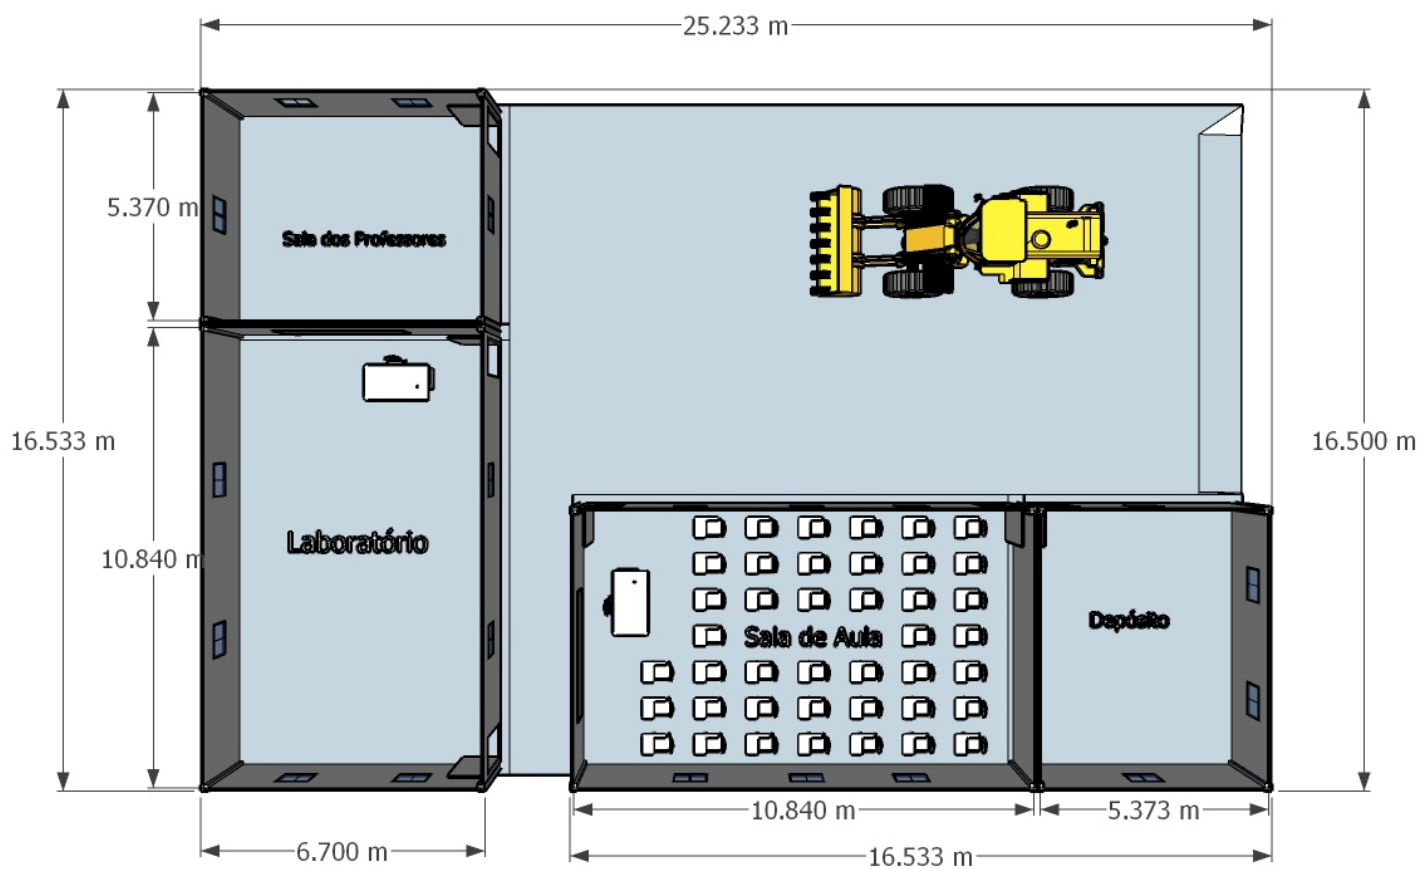 25.233 m
5.370 m
Sala dos Professores
16.533 m
16.500 m
Laboratório
10.840 m
Sala de Aula
Depósito
10.840 m
5.373 m
6.700 m
16.533 m